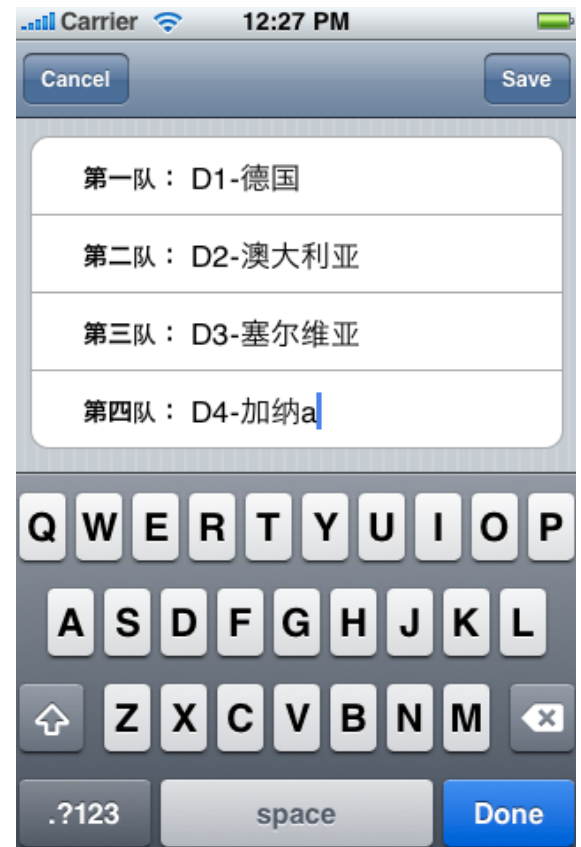 Carrier 12:27 PM
Cancel Save
第一队： D1-德国
第二队： D2-澳大利亚
第三队： D3-塞尔维亚
第四队： D4-加纳a
Q W E R T Y U I O P
A S D F G H J K L
Z X C V B N M
.?123 space Done